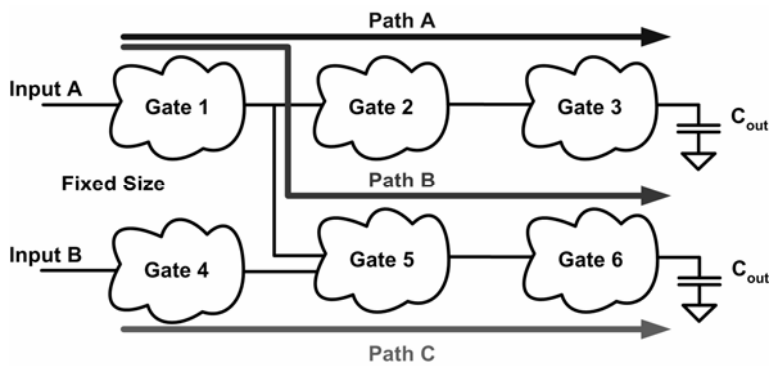 Path A
Input A
Gate 1
Gate 2
Gate 3
Cout
Fixed Size
Path B
Input B
Gate 4
Gate 5
Gate 6
Cout
Path C